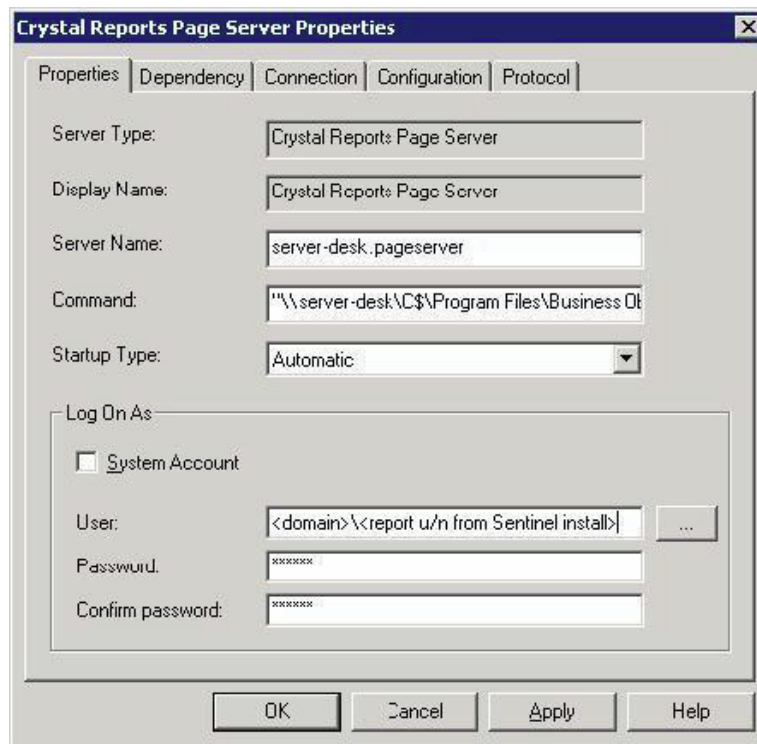 Crystal Reports Page Server Properties
Properties Dependency Connection Configuration Protocol
Server Type: Crystal Reports Page Server
Display Name: Crystal Reports Page Server
Server Name: server-desk.pageserver
Command: "\\server-desk\C$\Program Files\Business Ob
Startup Type: Automatic
Log On As
System Account
User: <domain>\<report u/n from Sentinel install> ...
Password: ******
Confirm password: ******
OK Cancel Apply Help